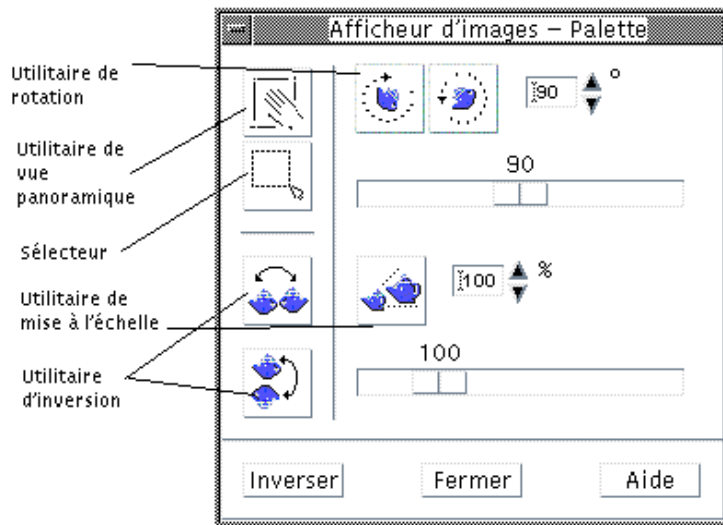 Afficheur d'images – Palette
Utilitaire de
rotation
Utilitaire de
vue
panoramique
Sélecteur
Utilitaire de
mise à l'échelle
Utilitaire
d'inversion
90
o
90
100
%
100
Inverser
Fermer
Aide